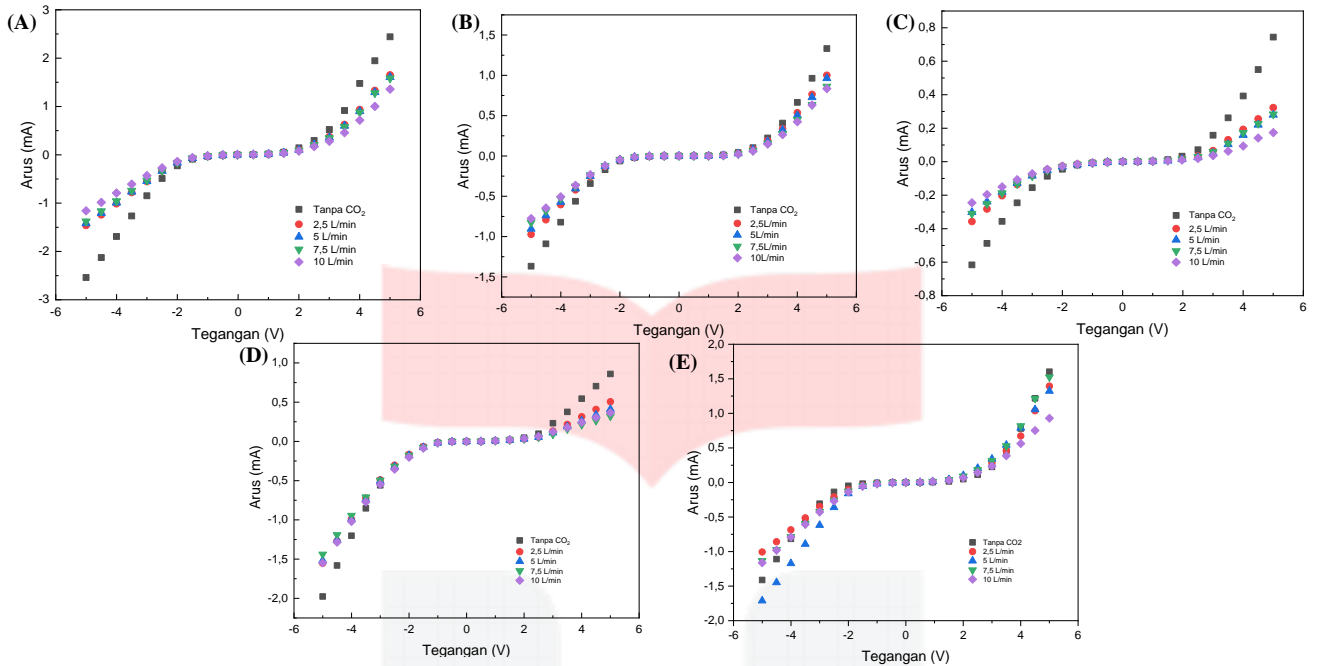 (A)
3
2
1
0
-1
-2
-3
Arus (mA)
Tanpa CO₂
2,5 L/min
5 L/min
7,5 L/min
10 L/min
-6 -4 -2 0 2 4 6
Tegangan (V)
(B)
1,5
1,0
0,5
0,0
-0,5
-1,0
-1,5
Arus (mA)
Tanpa CO₂
2,5L/min
5L/min
7,5L/min
10L/min
-6 -4 -2 0 2 4 6
Tegangan (V)
(C)
0,8
0,6
0,4
0,2
0,0
-0,2
-0,4
-0,6
-0,8
Arus (mA)
Tanpa CO₂
2,5 L/min
5 L/min
7,5 L/min
10 L/min
-6 -4 -2 0 2 4 6
Tegangan (V)
(D)
1,0
0,5
0,0
-0,5
-1,0
-1,5
-2,0
Arus (mA)
Tanpa CO₂
2,5 L/min
5 L/min
7,5 L/min
10 L/min
-6 -4 -2 0 2 4 6
Tegangan (V)
(E)
2,0
1,5
1,0
0,5
0,0
-0,5
-1,0
-1,5
-2,0
Arus (mA)
Tanpa CO2
2,5 L/min
5 L/min
7,5 L/min
10 L/min
-6 -4 -2 0 2 4 6
Tegangan (V)